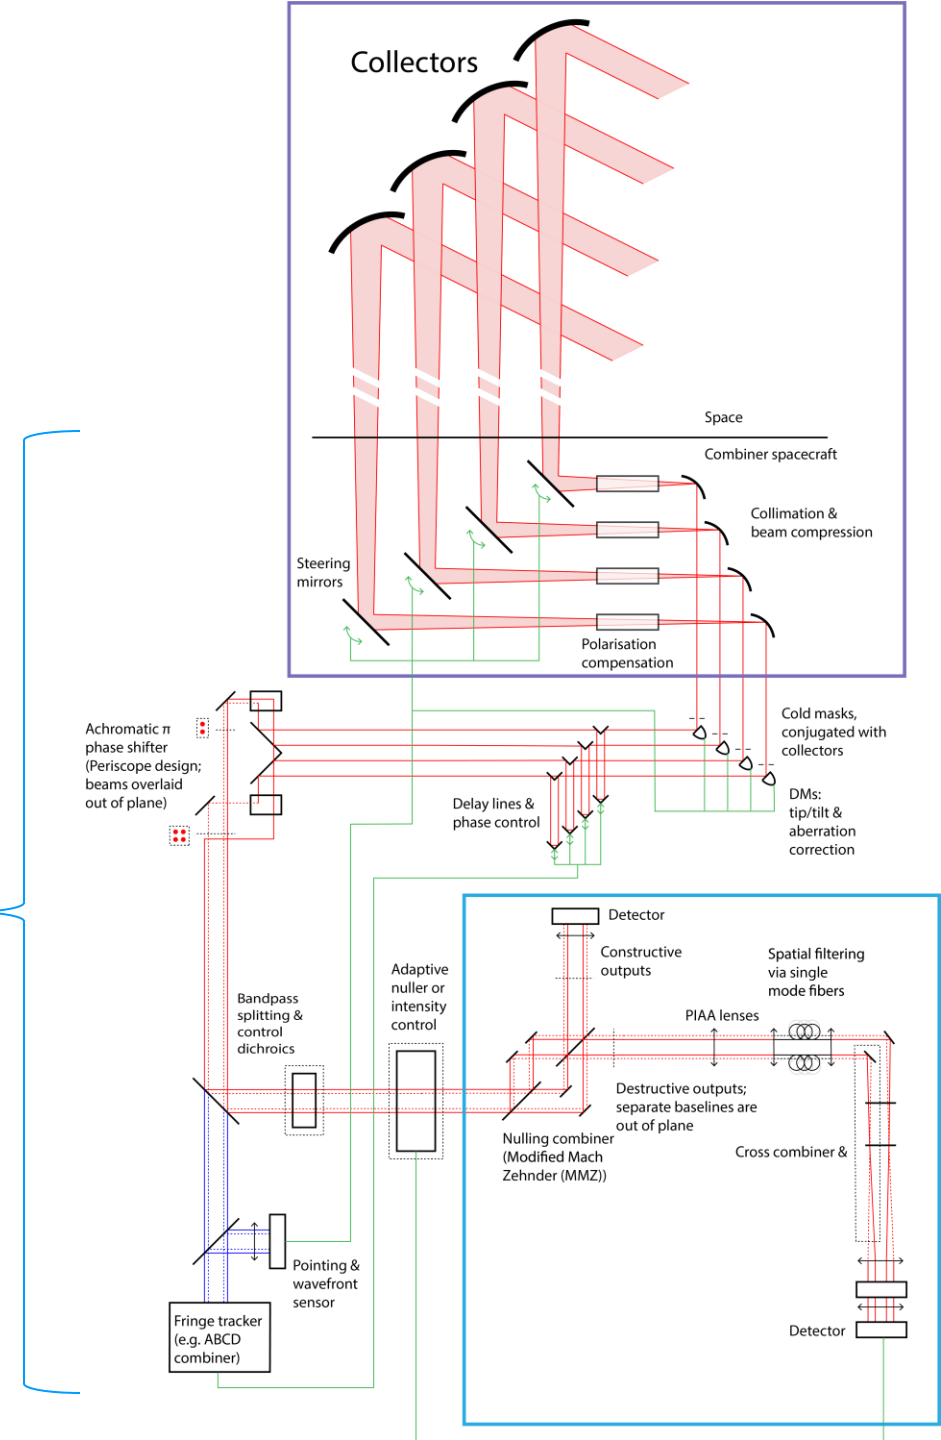 Collectors
Space
Combiner spacecraft
Collimation &
beam compression
Steering
mirrors
Polarisation
compensation
Achromatic π
phase shifter
(Periscope design;
beams overlaid
out of plane)
Cold masks,
conjugated with
collectors
Delay lines &
phase control
DMs:
tip/tilt &
aberration
correction
Detector
Constructive
outputs
Spatial filtering
via single
mode fibers
Adaptive
nuller or
intensity
control
Bandpass
splitting &
control
dichroics
PIAA lenses
Destructive outputs;
separate baselines are
out of plane
Nulling combiner
(Modified Mach
Zehnder (MMZ))
Cross combiner &
Pointing &
wavefront
sensor
Fringe tracker
(e.g. ABCD
combiner)
Detector